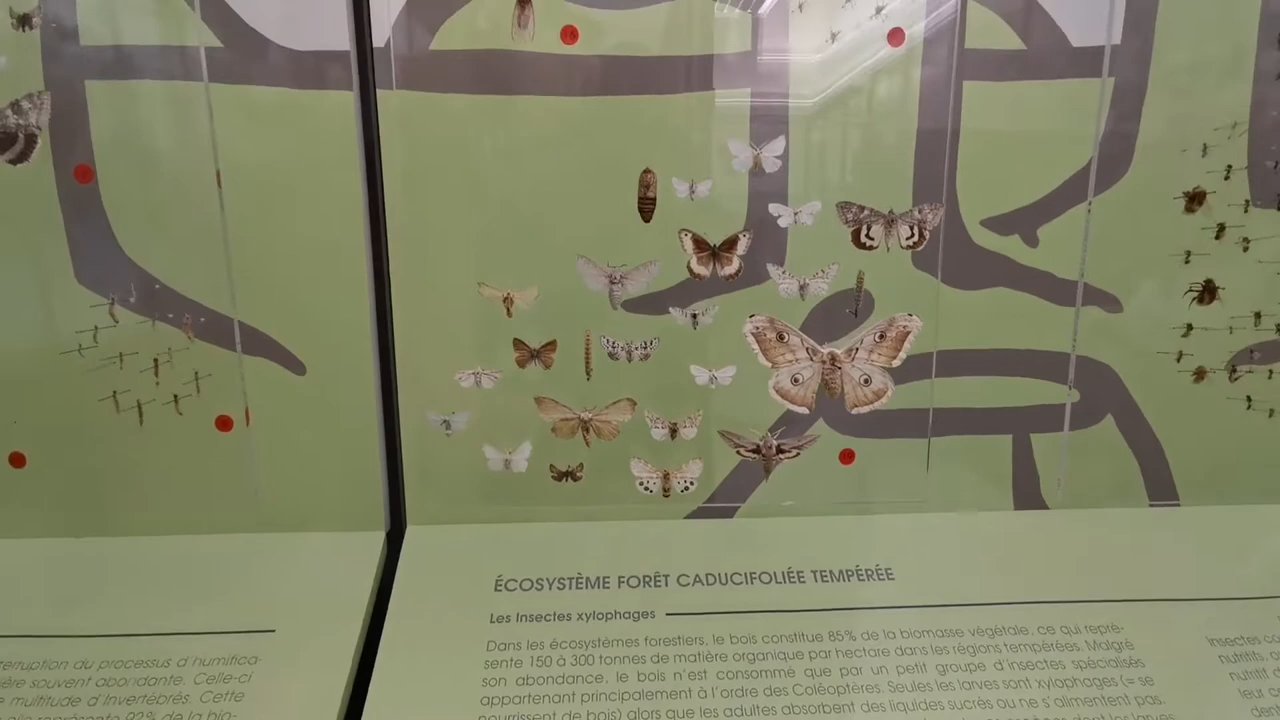 16
19
ÉCOSYSTÈME FORÊT CADUCIFOLIÉE TEMPÉRÉE
Les Insectes xylophages
Dans les écosystèmes forestiers, le bois constitue 85% de la biomasse végétale, ce qui repré-
sente 150 à 300 tonnes de matière organique par hectare dans les régions tempérées. Malgré
son abondance, le bois n'est consommé que par un petit groupe d'insectes spécialisés
appartenant principalement à l'ordre des Coléoptères. Seules les larves sont xylophages (= se
nourrissent de bois) alors que les adultes absorbent des liquides sucrés ou ne s'alimentent pas.
erruption du processus d'humifica-
ière souvent abondante. Celle-ci
e multitude d'Invertébrés. Cette
représente 92% de la bio-
Insectes
nutritifs,
nutritif
leur